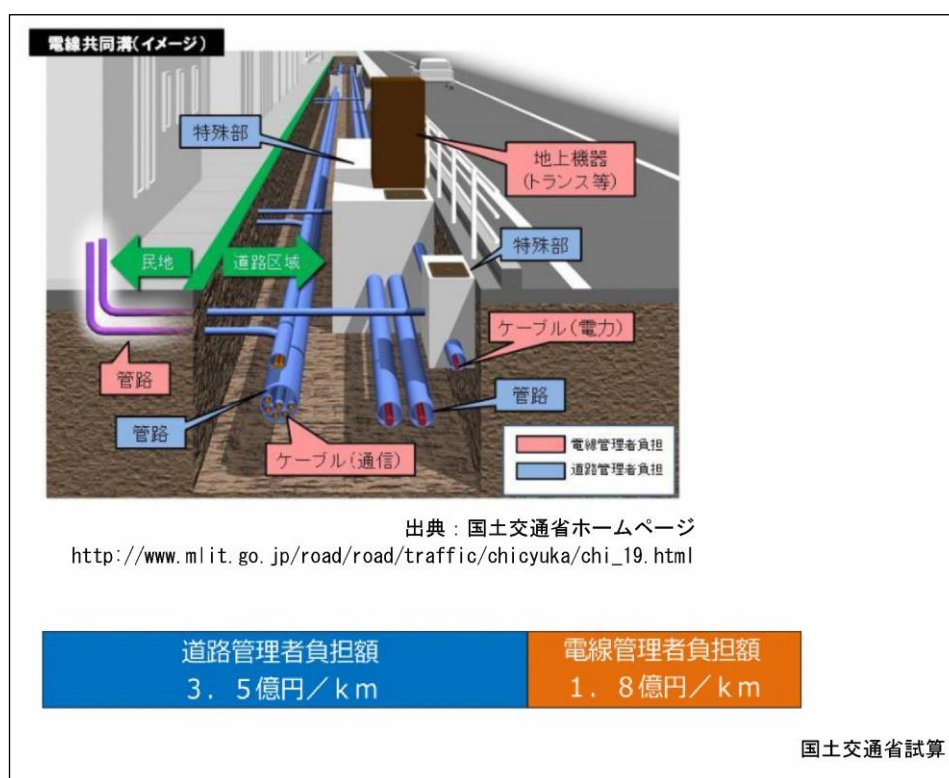 電線共同溝(イメージ)
特殊部
地上機器
(トランス等)
特殊部
民地
道路区域
ケーブル(電力)
管路
管路
管路
ケーブル(通信)
電線管理者負担
道路管理者負担
出典:国土交通省ホームページ
http://www.mlit.go.jp/road/road/traffic/chicyuka/chi_19.html
道路管理者負担額
3.5億円/km
電線管理者負担額
1.8億円/km
国土交通省試算